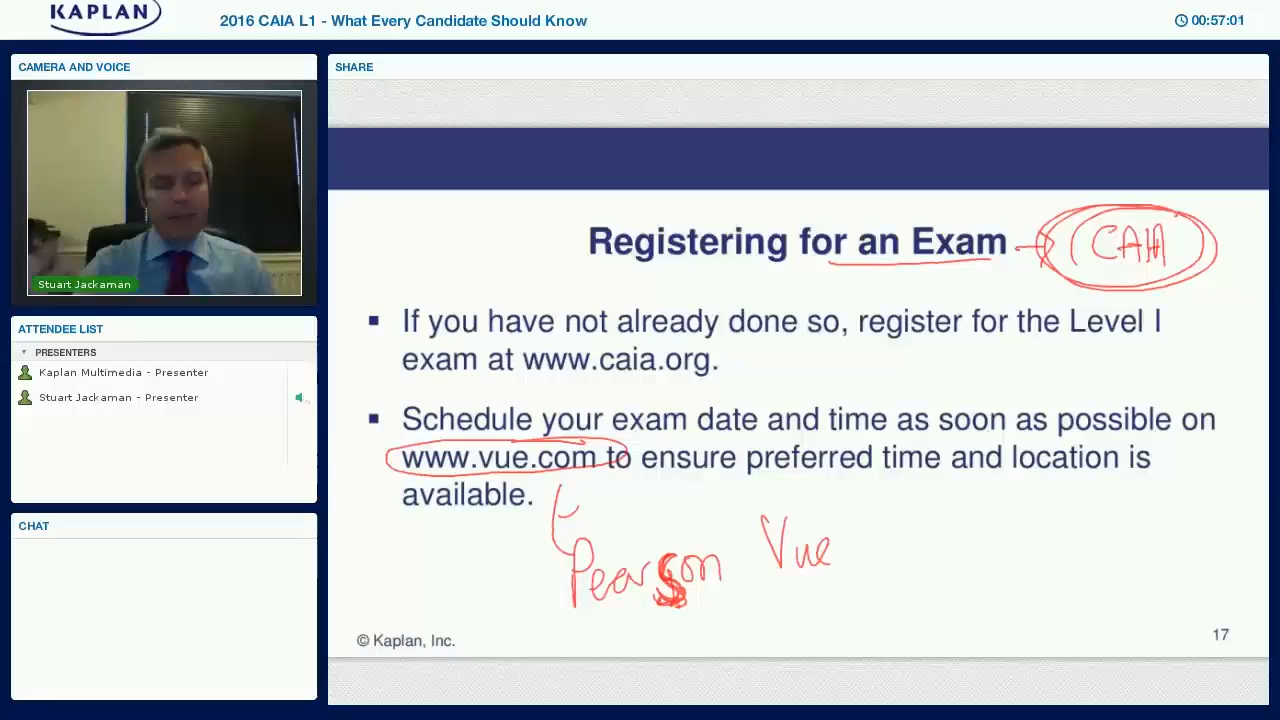 KAPLAN
2016 CAIA L1 - What Every Candidate Should Know
00:57:01
CAMERA AND VOICE
Stuart Jackaman
ATTENDEE LIST
PRESENTERS
Kaplan Multimedia - Presenter
Stuart Jackaman - Presenter
CHAT
SHARE
Registering for an Exam
CAIA
▪ If you have not already done so, register for the Level I
exam at www.caia.org.
▪ Schedule your exam date and time as soon as possible on
www.vue.com to ensure preferred time and location is
available.
Pearson Vue
© Kaplan, Inc.
17